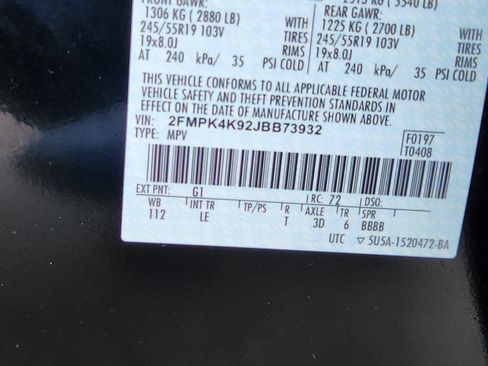 FRONT GAWR:
1306 KG ( 2880 LB)
245/55R19 103V WITH
19x8.0J RIMS
AT 240 kPa/ 35 PSI COLD
REAR GAWR:
1225 KG ( 2700 LB)
245/55R19 103V WITH
19x8.0J RIMS
AT 240 kPa/ 35 PSI COLD
THIS VEHICLE CONFORMS TO ALL APPLICABLE FEDERAL MOTOR
VEHICLE SAFETY AND THEFT PREVENTION STANDARDS IN
EFFECT ON THE DATE OF MANUFACTURE SHOWN ABOVE.
VIN: 2FMPK4K92JBB73932
TYPE: MPV
F0197
T0408
EXT PNT: G1 RC: 72 DSO:
WB INT TR TP/PS R AXLE TR SPR
112 LE T 3D 6 BBBB
UTC 5U5A-1520472-BA